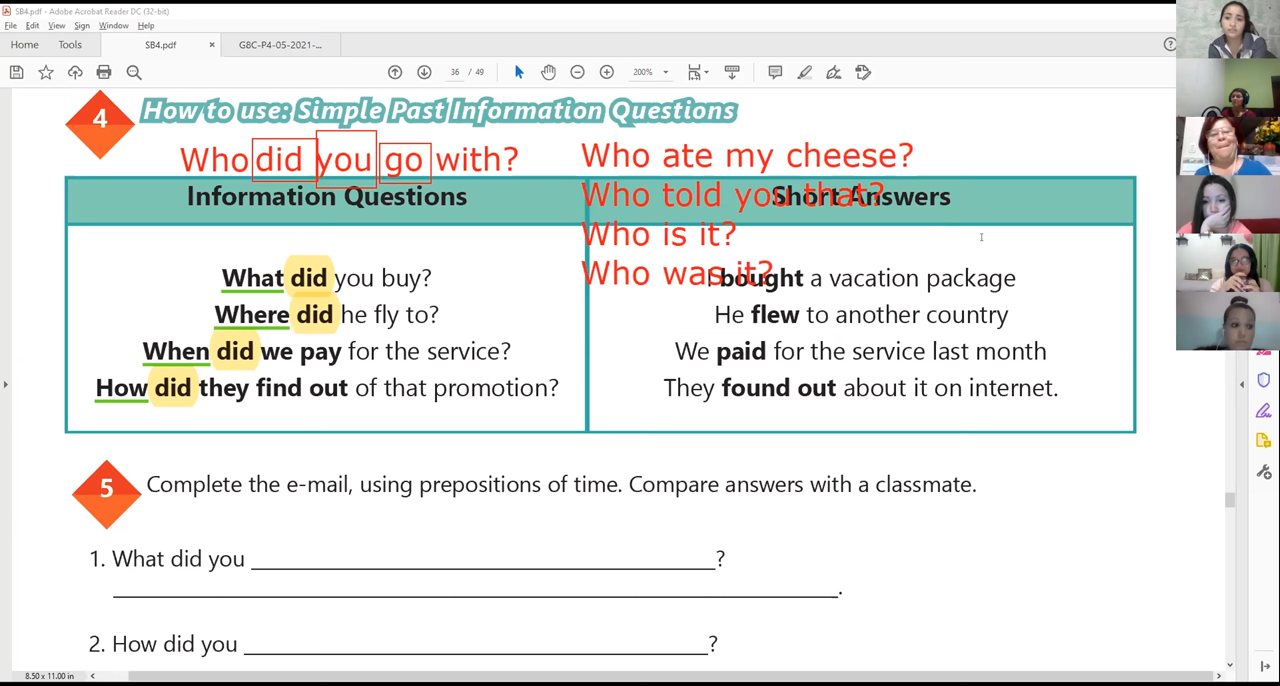 SB4.pdf - Adobe Acrobat Reader DC (32-bit)
File Edit View Sign Window Help
Home Tools SB4.pdf × G8C-P4-05-2021-...
36 / 49 200%
4 How to use: Simple Past Information Questions
Who did you go with?
Who ate my cheese?
Who told you that?
Who is it?
Who was it?
Information Questions Short Answers
What did you buy? I bought a vacation package
Where did he fly to? He flew to another country
When did we pay for the service? We paid for the service last month
How did they find out of that promotion? They found out about it on internet.
5 Complete the e-mail, using prepositions of time. Compare answers with a classmate.
1. What did you ______________________?
______________________.
2. How did you ______________________?
8.50 x 11.00 in